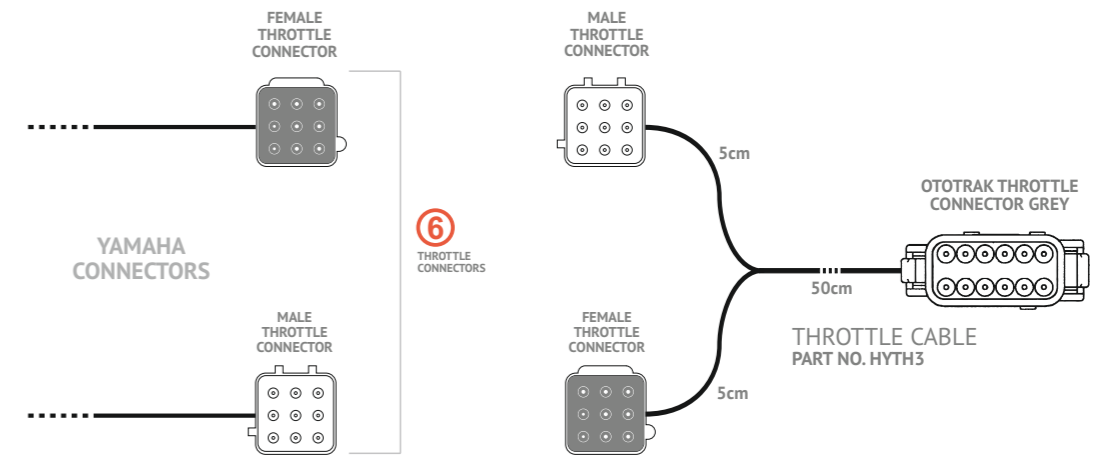 FEMALE
THROTTLE
CONNECTOR
MALE
THROTTLE
CONNECTOR
5cm
OTOTRAK THROTTLE
CONNECTOR GREY
YAMAHA
CONNECTORS
6
THROTTLE
CONNECTORS
50cm
MALE
THROTTLE
CONNECTOR
FEMALE
THROTTLE
CONNECTOR
THROTTLE CABLE
PART NO. HYTH3
5cm